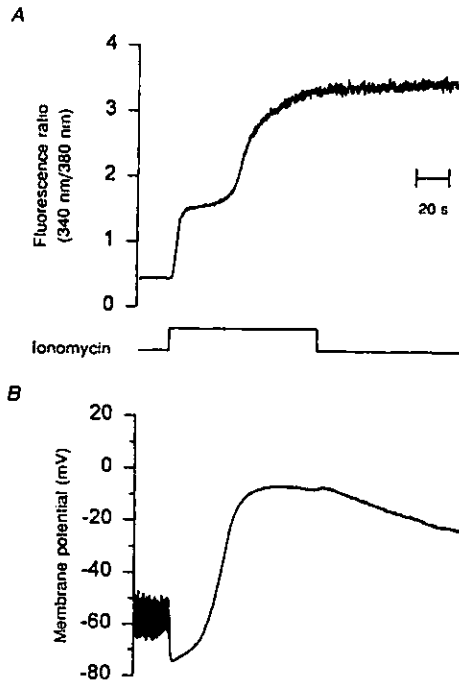 A
Fluorescence ratio
(340 nm/380 nm)
4
3
2
1
0
20 s
Ionomycin
B
Membrane potential (mV)
20
0
-20
-40
-60
-80